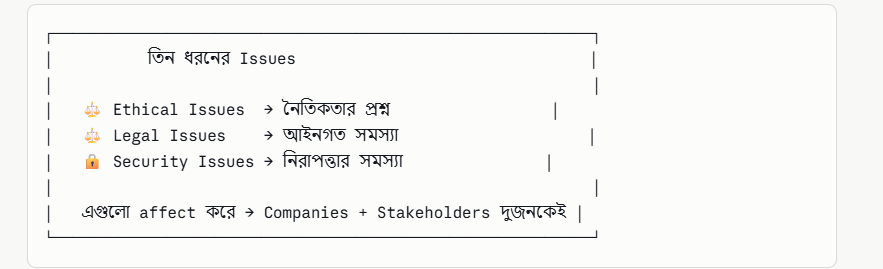 তিন ধরনের Issues
⚖️ Ethical Issues → নৈতিকতার প্রশ্ন
⚖️ Legal Issues → আইনগত সমস্যা
🔒 Security Issues → নিরাপত্তার সমস্যা
এগুলো affect করে → Companies + Stakeholders দুজনকেই